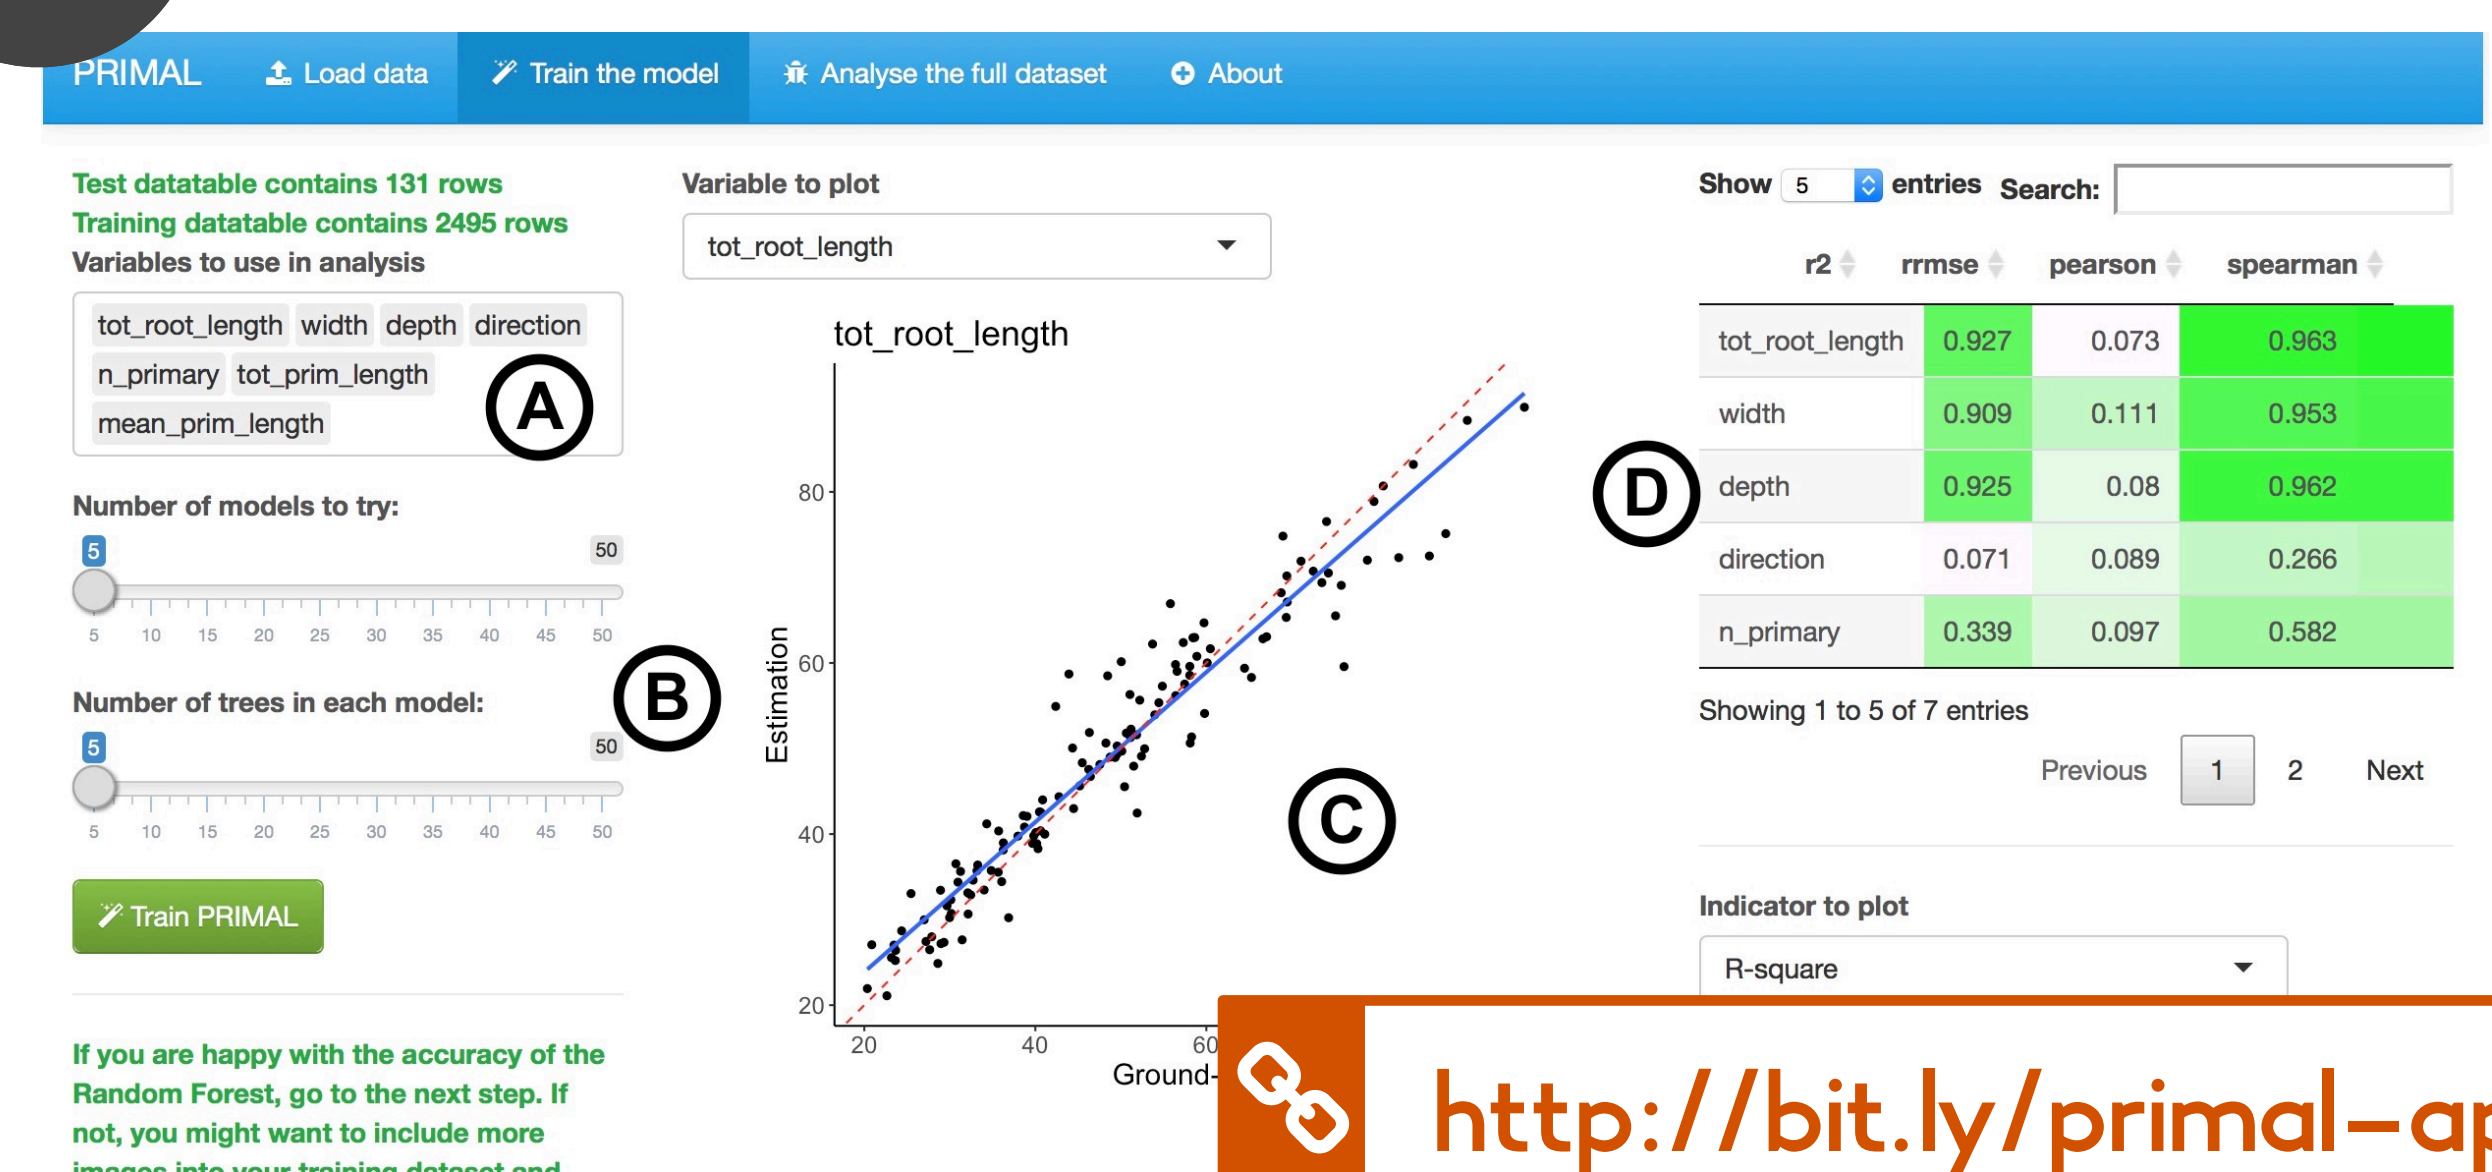 PRIMAL Load data Train the model Analyse the full dataset About
Test datatable contains 131 rows
Training datatable contains 2495 rows
Variables to use in analysis
tot_root_length width depth direction
n_primary tot_prim_length
mean_prim_length
A
Number of models to try:
5 50
5 10 15 20 25 30 35 40 45 50
B
Number of trees in each model:
5 50
5 10 15 20 25 30 35 40 45 50
Train PRIMAL
If you are happy with the accuracy of the
Random Forest, go to the next step. If
not, you might want to include more
images into your training dataset and
Variable to plot
tot_root_length
tot_root_length
80
60
40
20
Estimation
20 40 60
Ground-
C
Show 5 entries Search:
r2 rrmse pearson spearman
tot_root_length 0.927 0.073 0.963
width 0.909 0.111 0.953
depth 0.925 0.08 0.962
direction 0.071 0.089 0.266
n_primary 0.339 0.097 0.582
D
Showing 1 to 5 of 7 entries
Previous 1 2 Next
Indicator to plot
R-square
http://bit.ly/primal-ap